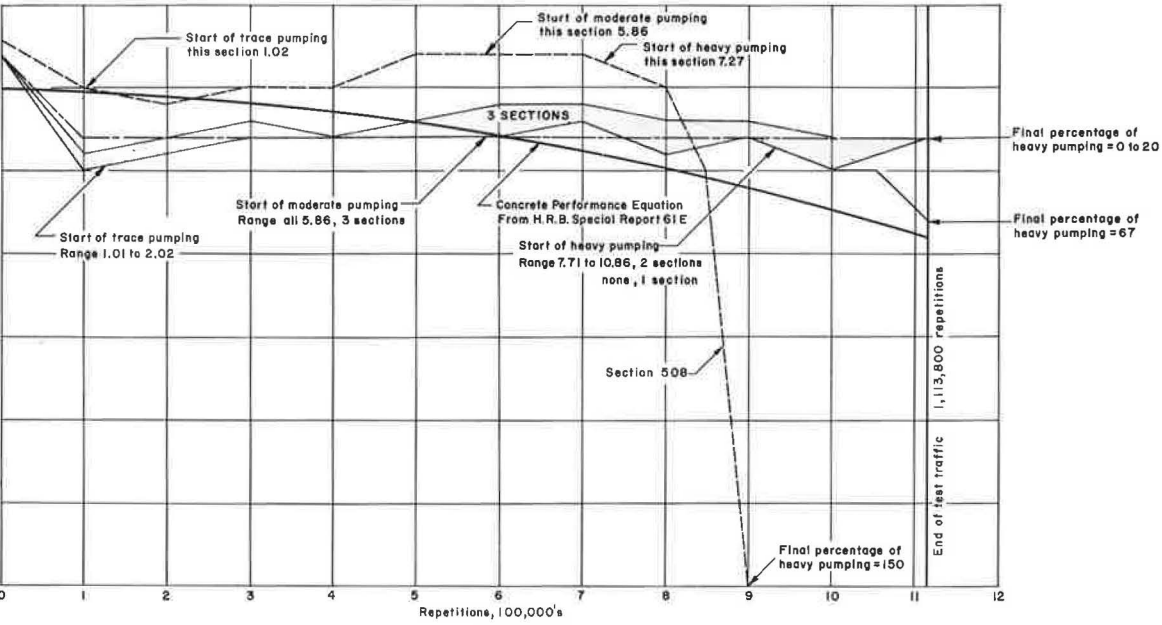 Start of moderate pumping
this section 5.86
Start of trace pumping
this section 1.02
Start of heavy pumping
this section 7.27
3 SECTIONS
Final percentage of
heavy pumping = 0 to 20
Start of moderate pumping
Range all 5.86, 3 sections
Concrete Performance Equation
From H.R.B. Special Report 61E
Start of trace pumping
Range 1.01 to 2.02
Start of heavy pumping
Range 7.71 to 10.86, 2 sections
none, 1 section
Final percentage of
heavy pumping = 67
1,113,800 repetitions
Section 508
End of test traffic
Final percentage of
heavy pumping = 150
0 1 2 3 4 5 6 7 8 9 10 11 12
Repetitions, 100,000's